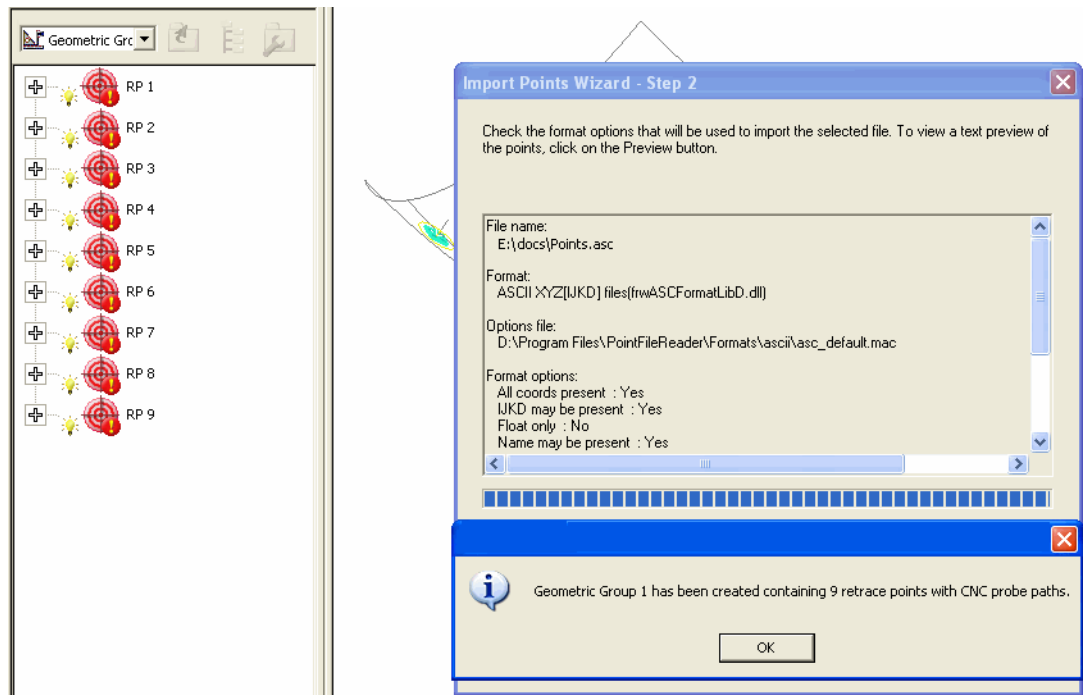 Geometric Grc
RP 1
RP 2
RP 3
RP 4
RP 5
RP 6
RP 7
RP 8
RP 9
Import Points Wizard - Step 2
Check the format options that will be used to import the selected file. To view a text preview of
the points, click on the Preview button.
File name:
E:\docs\Points.asc
Format:
ASCII XYZ[IJKD] files(frwASCFormatLibD.dll)
Options file:
D:\Program Files\PointFileReader\Formats\ascii\asc_default.mac
Format options:
All coords present : Yes
IJKD may be present : Yes
Float only : No
Name may be present : Yes
Geometric Group 1 has been created containing 9 retrace points with CNC probe paths.
OK